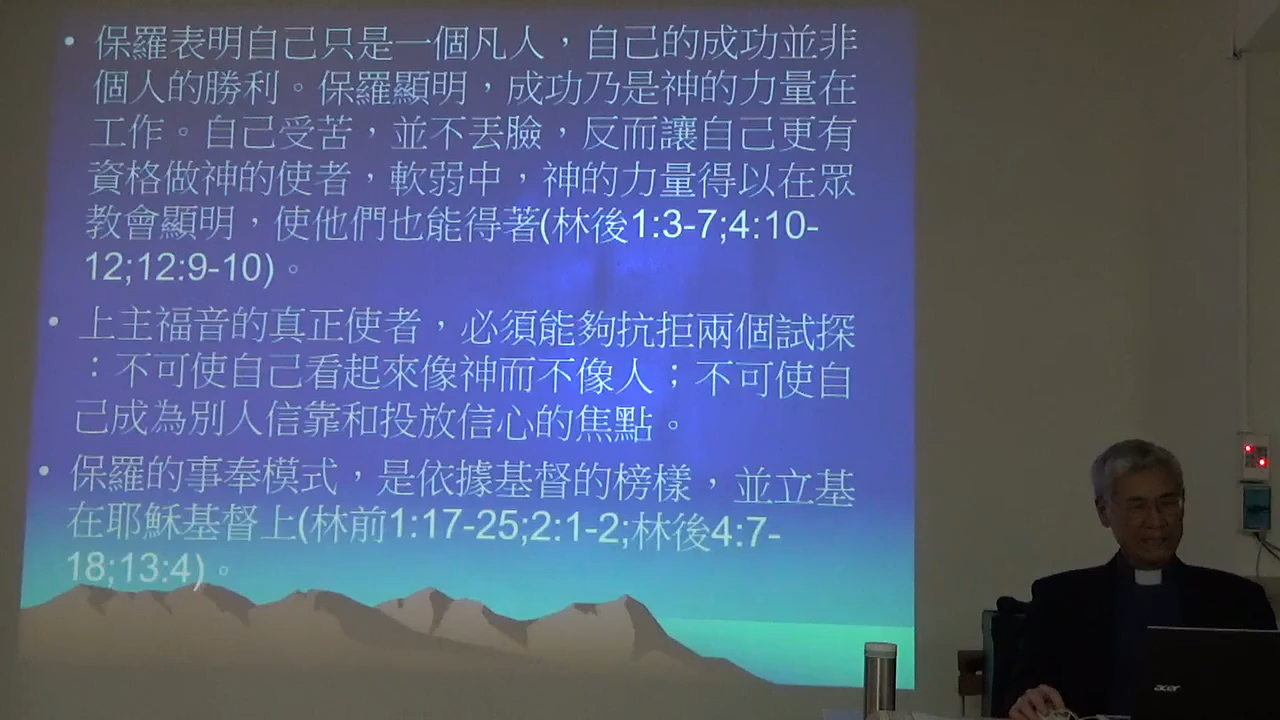 • 保羅表明自己只是一個凡人，自己的成功並非
個人的勝利。保羅顯明，成功乃是神的力量在
工作。自己受苦，並不丟臉，反而讓自己更有
資格做神的使者，軟弱中，神的力量得以在眾
教會顯明，使他們也能得著(林後1:3-7;4:10-
12;12:9-10)。
• 上主福音的真正使者，必須能夠抗拒兩個試探
：不可使自己看起來像神而不像人；不可使自
己成為別人信靠和投放信心的焦點。
• 保羅的事奉模式，是依據基督的榜樣，並立基
在耶穌基督上(林前1:17-25;2:1-2;林後4:7-
18;13:4)。
acer